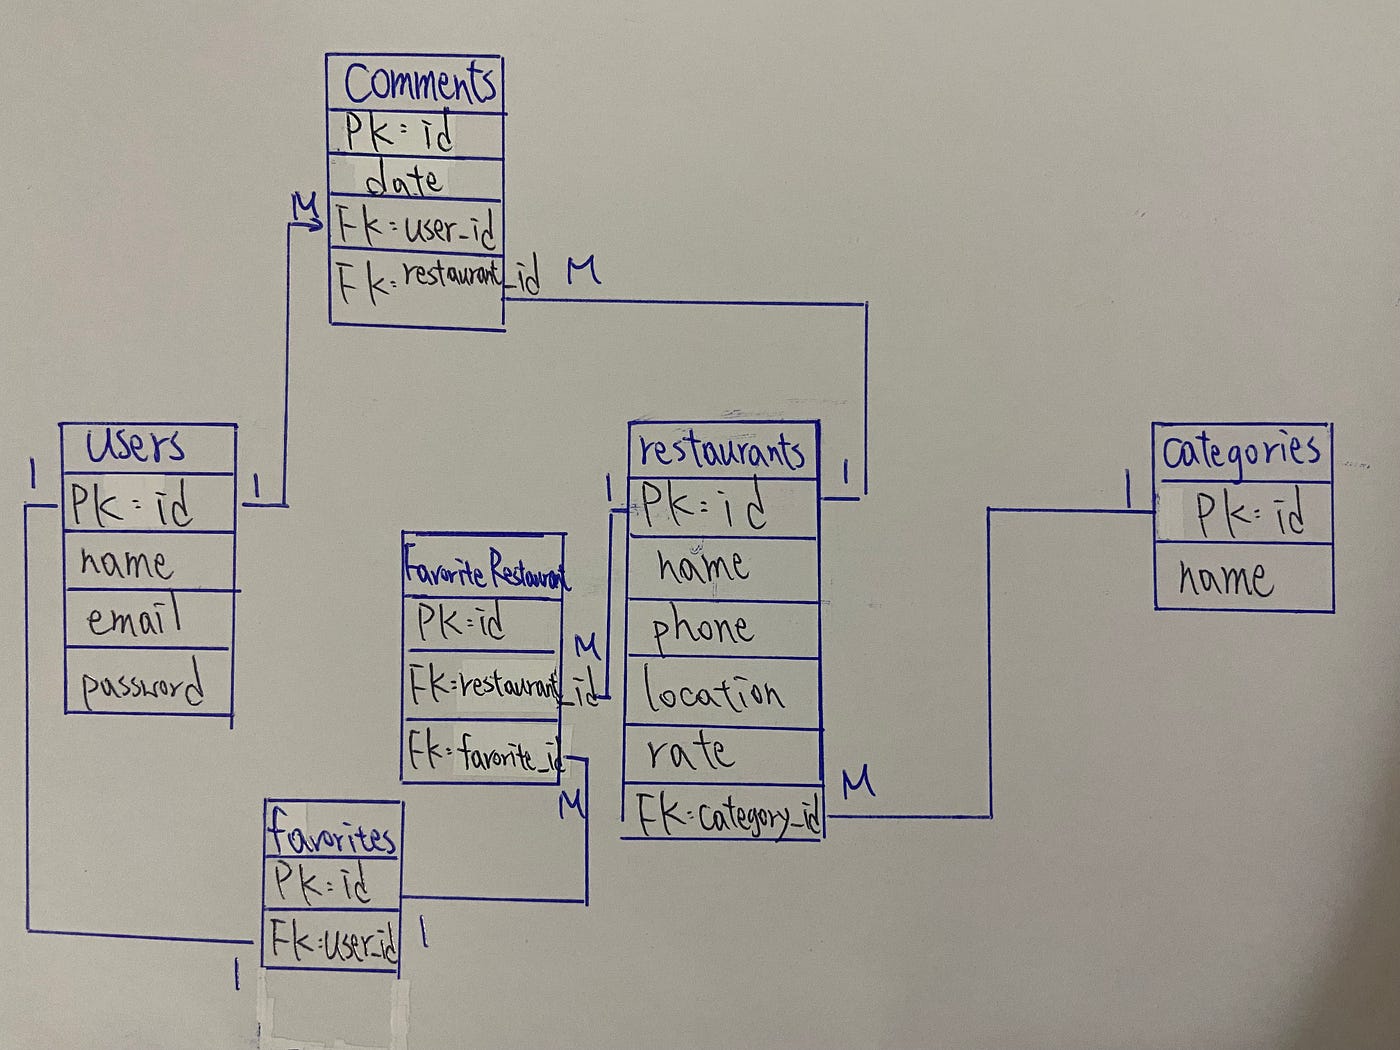 Comments
PK: id
date
M
FK: user_id
FK: restaurant_id
M
users
1
PK: id
1
name
email
password
restaurants
1
PK: id
1
name
phone
location
rate
FK: category_id
M
categories
1
PK: id
name
Favorite Restaurant
PK: id
M
FK: restaurant_id
FK: favorite_id
M
favorites
PK: id
FK: user_id
1
1